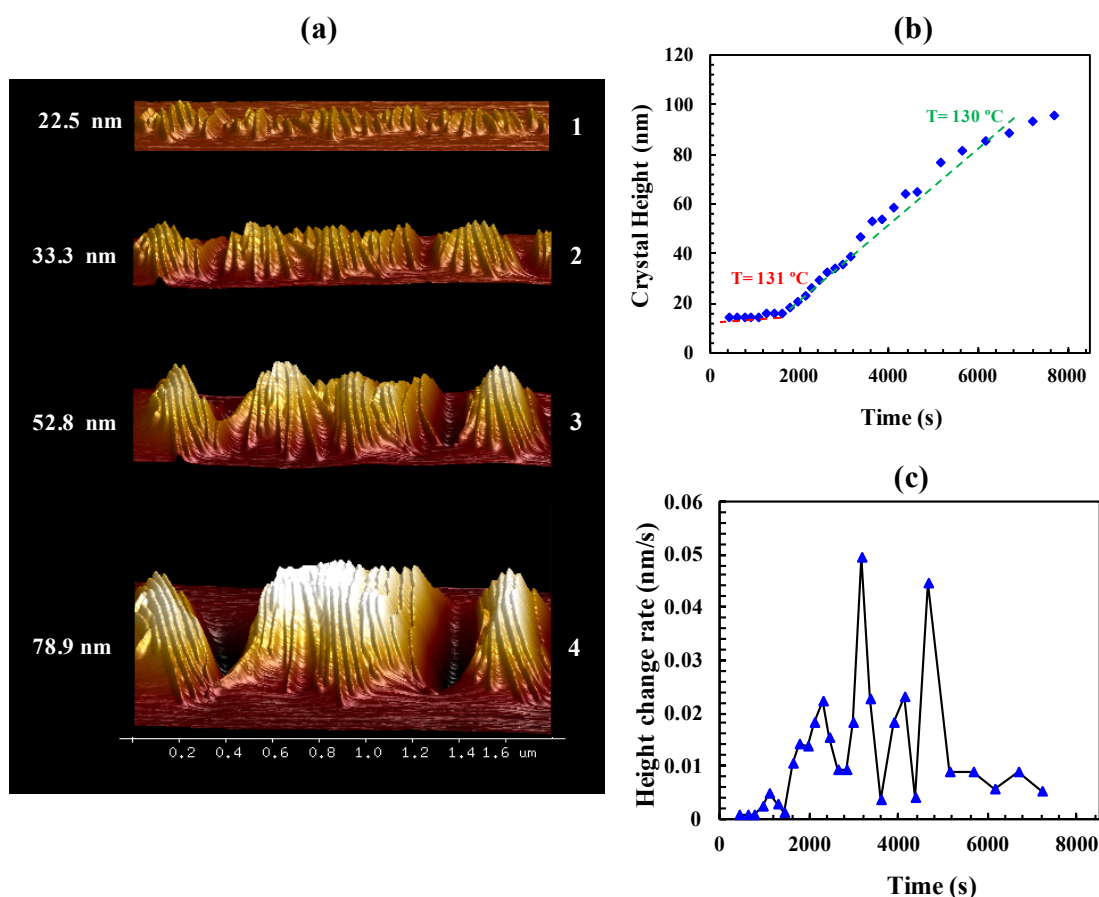 (a)
22.5 nm
1
33.3 nm
2
52.8 nm
3
78.9 nm
4
0.2 0.4 0.6 0.8 1.0 1.2 1.4 1.6 um
(b)
120
100
80
60
40
20
0
Crystal Height (nm)
T= 130 ºC
T= 131 ºC
0 2000 4000 6000 8000
Time (s)
(c)
0.06
0.05
0.04
0.03
0.02
0.01
0
Height change rate (nm/s)
0 2000 4000 6000 8000
Time (s)